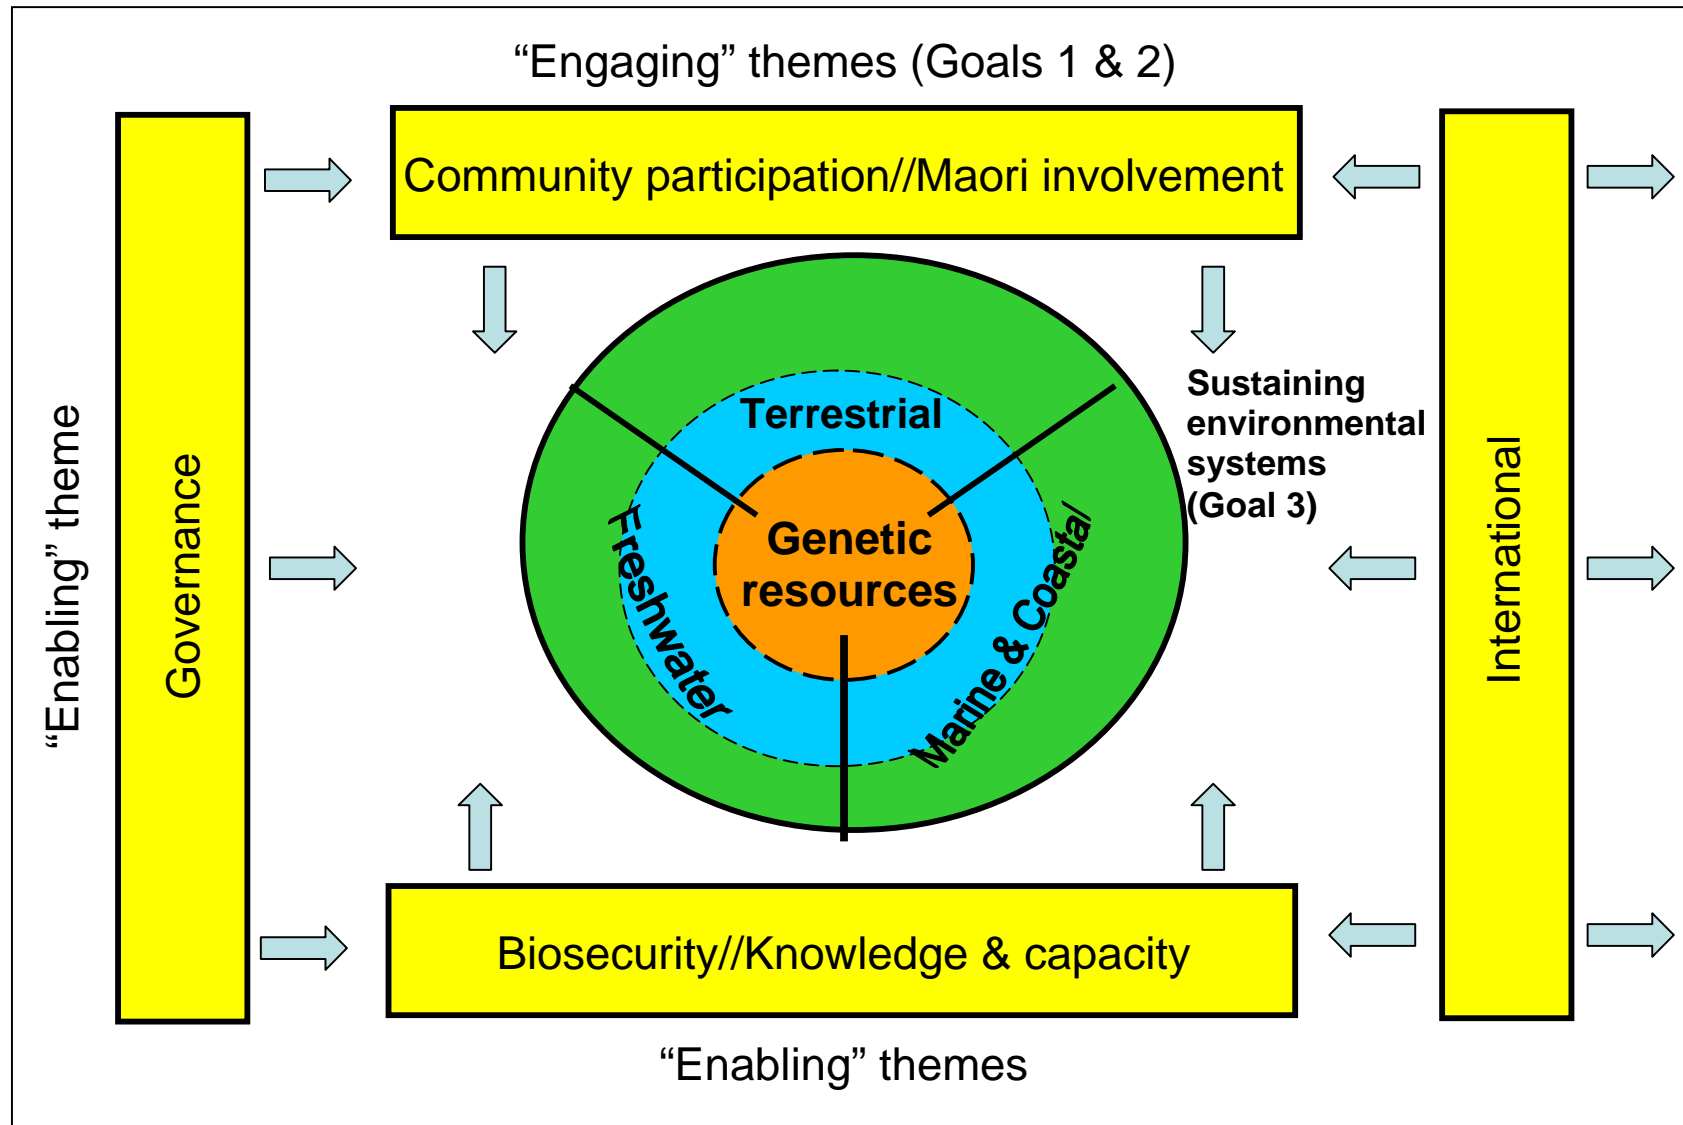 “Engaging” themes (Goals 1 & 2)
Community participation//Maori involvement
“Enabling” theme
Governance
Terrestrial
Genetic
resources
Freshwater
Marine & Coastal
Sustaining
environmental
systems
(Goal 3)
International
Biosecurity//Knowledge & capacity
“Enabling” themes